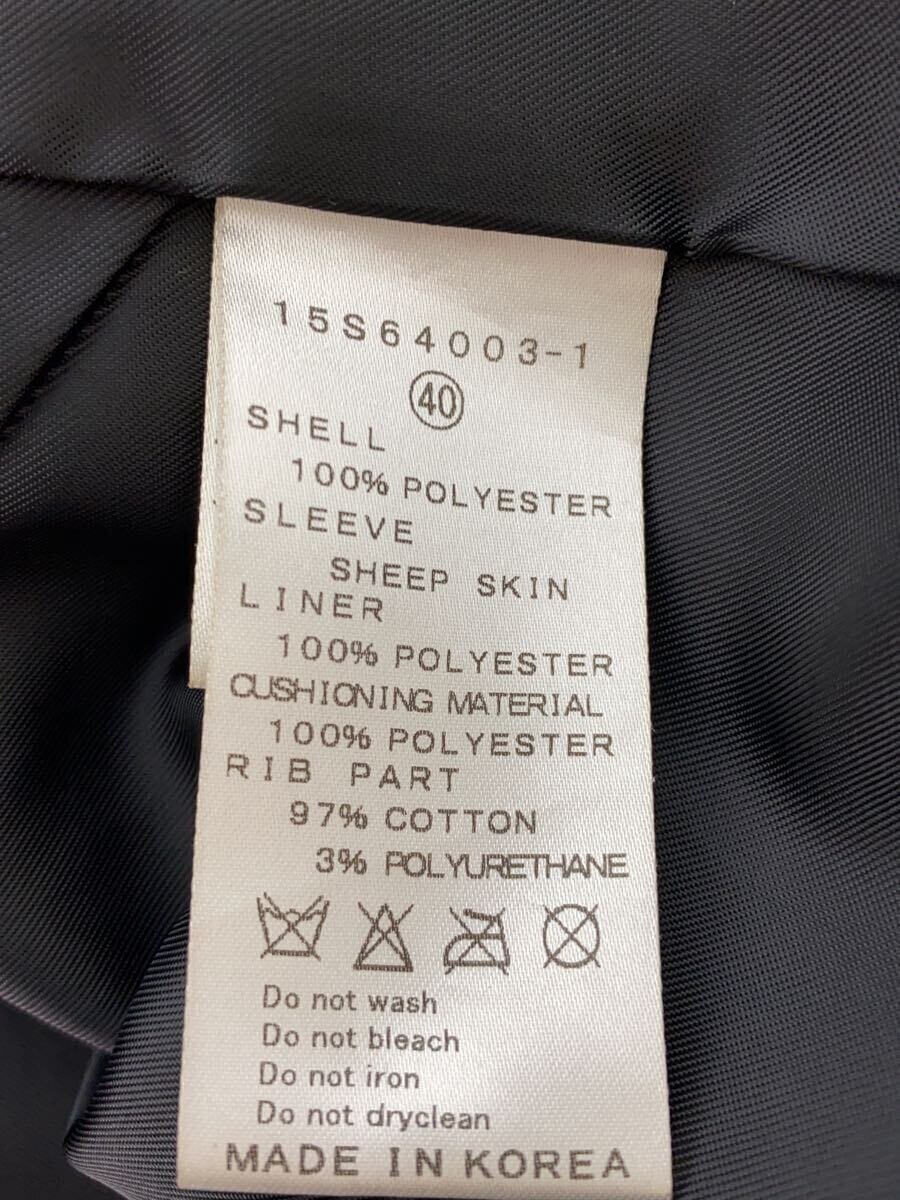 15S64003-1
40
SHELL
100% POLYESTER
SLEEVE
SHEEP SKIN
LINER
100% POLYESTER
CUSHIONING MATERIAL
100% POLYESTER
RIB PART
97% COTTON
3% POLYURETHANE
Do not wash
Do not bleach
Do not iron
Do not dryclean
MADE IN KOREA